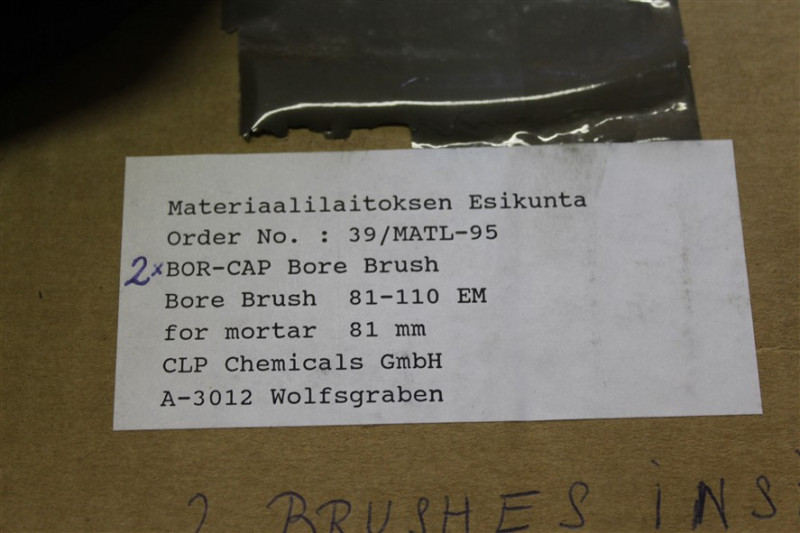 Materiaalilaitoksen Esikunta
Order No. : 39/MATL-95
2x BOR-CAP Bore Brush
Bore Brush 81-110 EM
for mortar 81 mm
CLP Chemicals GmbH
A-3012 Wolfsgraben
2 BRUSHES INS